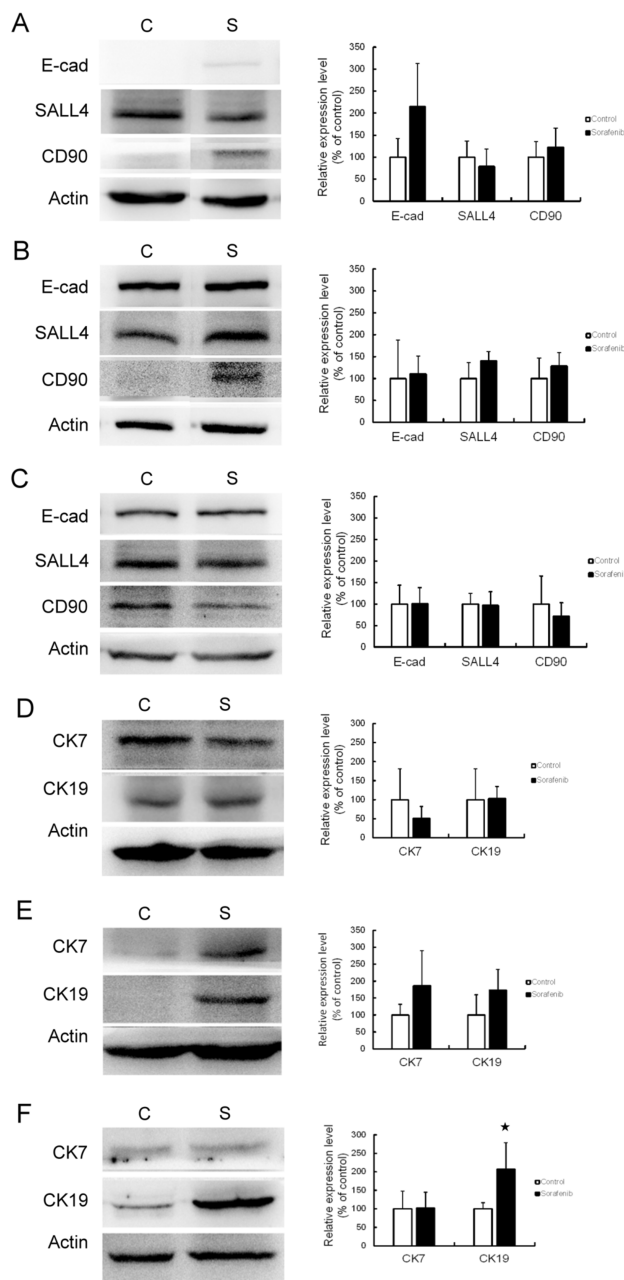 A
C S
E-cad
SALL4
CD90
Actin
Relative expression level
(% of control)
350
300
250
200
150
100
50
0
E-cad SALL4 CD90
Control
Sorafenib
B
C S
E-cad
SALL4
CD90
Actin
Relative expression level
(% of control)
350
300
250
200
150
100
50
0
E-cad SALL4 CD90
Control
Sorafenib
C
C S
E-cad
SALL4
CD90
Actin
Relative expression level
(% of control)
350
300
250
200
150
100
50
0
E-cad SALL4 CD90
Control
Sorafeni
D
C S
CK7
CK19
Actin
Relative expression level
(% of control)
300
250
200
150
100
50
0
CK7 CK19
Control
Sorafenib
E
C S
CK7
CK19
Actin
Relative expression level
(% of control)
350
300
250
200
150
100
50
0
CK7 CK19
Control
Sorafenib
F
C S
CK7
CK19
Actin
Relative expression level
(% of control)
300
250
200
150
100
50
0
★
CK7 CK19
Control
Sorafenib